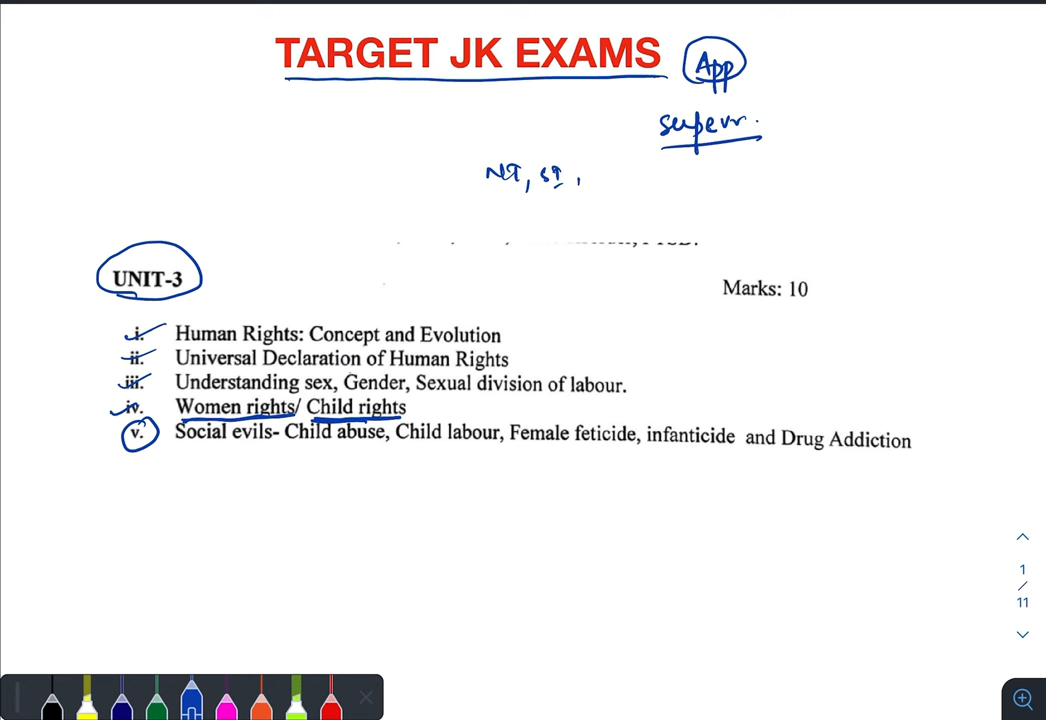 TARGET JK EXAMS App
superv.
NT, ST,
UNIT-3
Marks: 10
i. Human Rights: Concept and Evolution
ii. Universal Declaration of Human Rights
iii. Understanding sex, Gender, Sexual division of labour.
iv. Women rights/ Child rights
v. Social evils- Child abuse, Child labour, Female feticide, infanticide and Drug Addiction
1
/
11